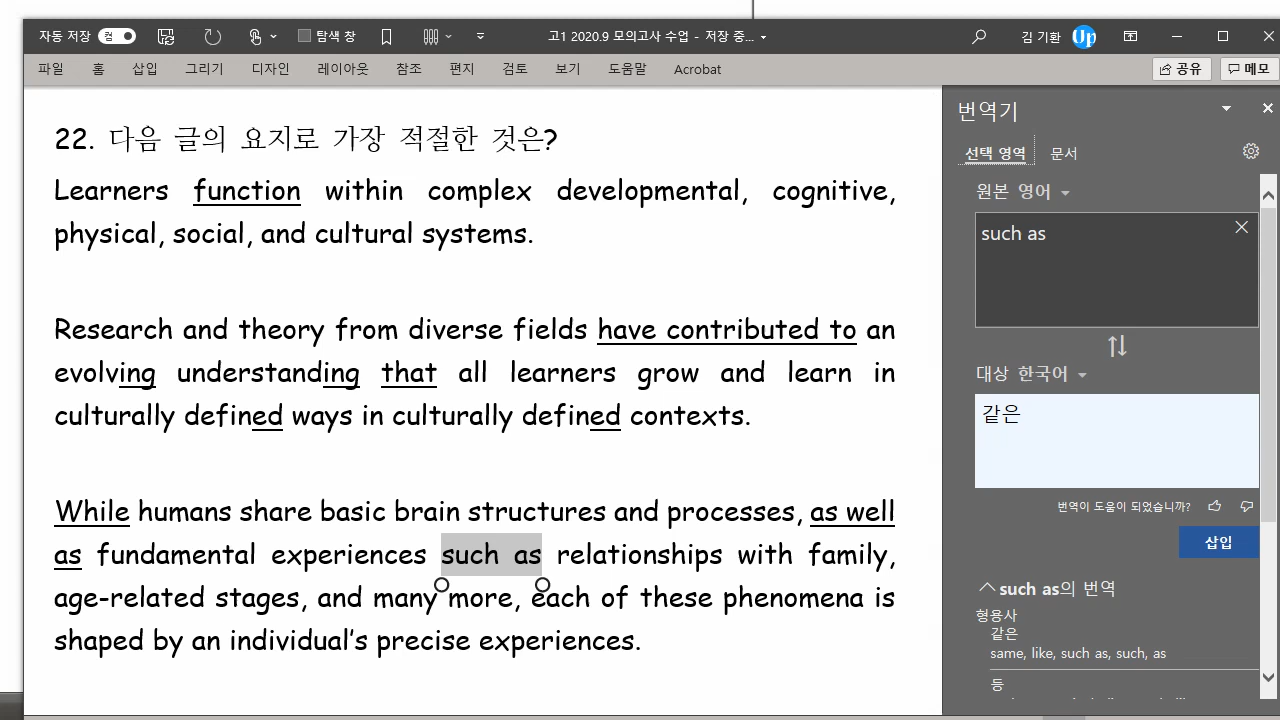 자동 저장 컴 탐색 창 고1 2020.9 모의고사 수업 - 저장 중... 김 기환 Up
파일 홈 삽입 그리기 디자인 레이아웃 참조 편지 검토 보기 도움말 Acrobat 공유 메모
22. 다음 글의 요지로 가장 적절한 것은?
Learners function within complex developmental, cognitive,
physical, social, and cultural systems.
Research and theory from diverse fields have contributed to an
evolving understanding that all learners grow and learn in
culturally defined ways in culturally defined contexts.
While humans share basic brain structures and processes, as well
as fundamental experiences such as relationships with family,
age-related stages, and many more, each of these phenomena is
shaped by an individual's precise experiences.
번역기
선택 영역 문서
원본 영어
such as
대상 한국어
같은
번역이 도움이 되었습니까?
삽입
such as의 번역
형용사
같은
same, like, such as, such, as
등